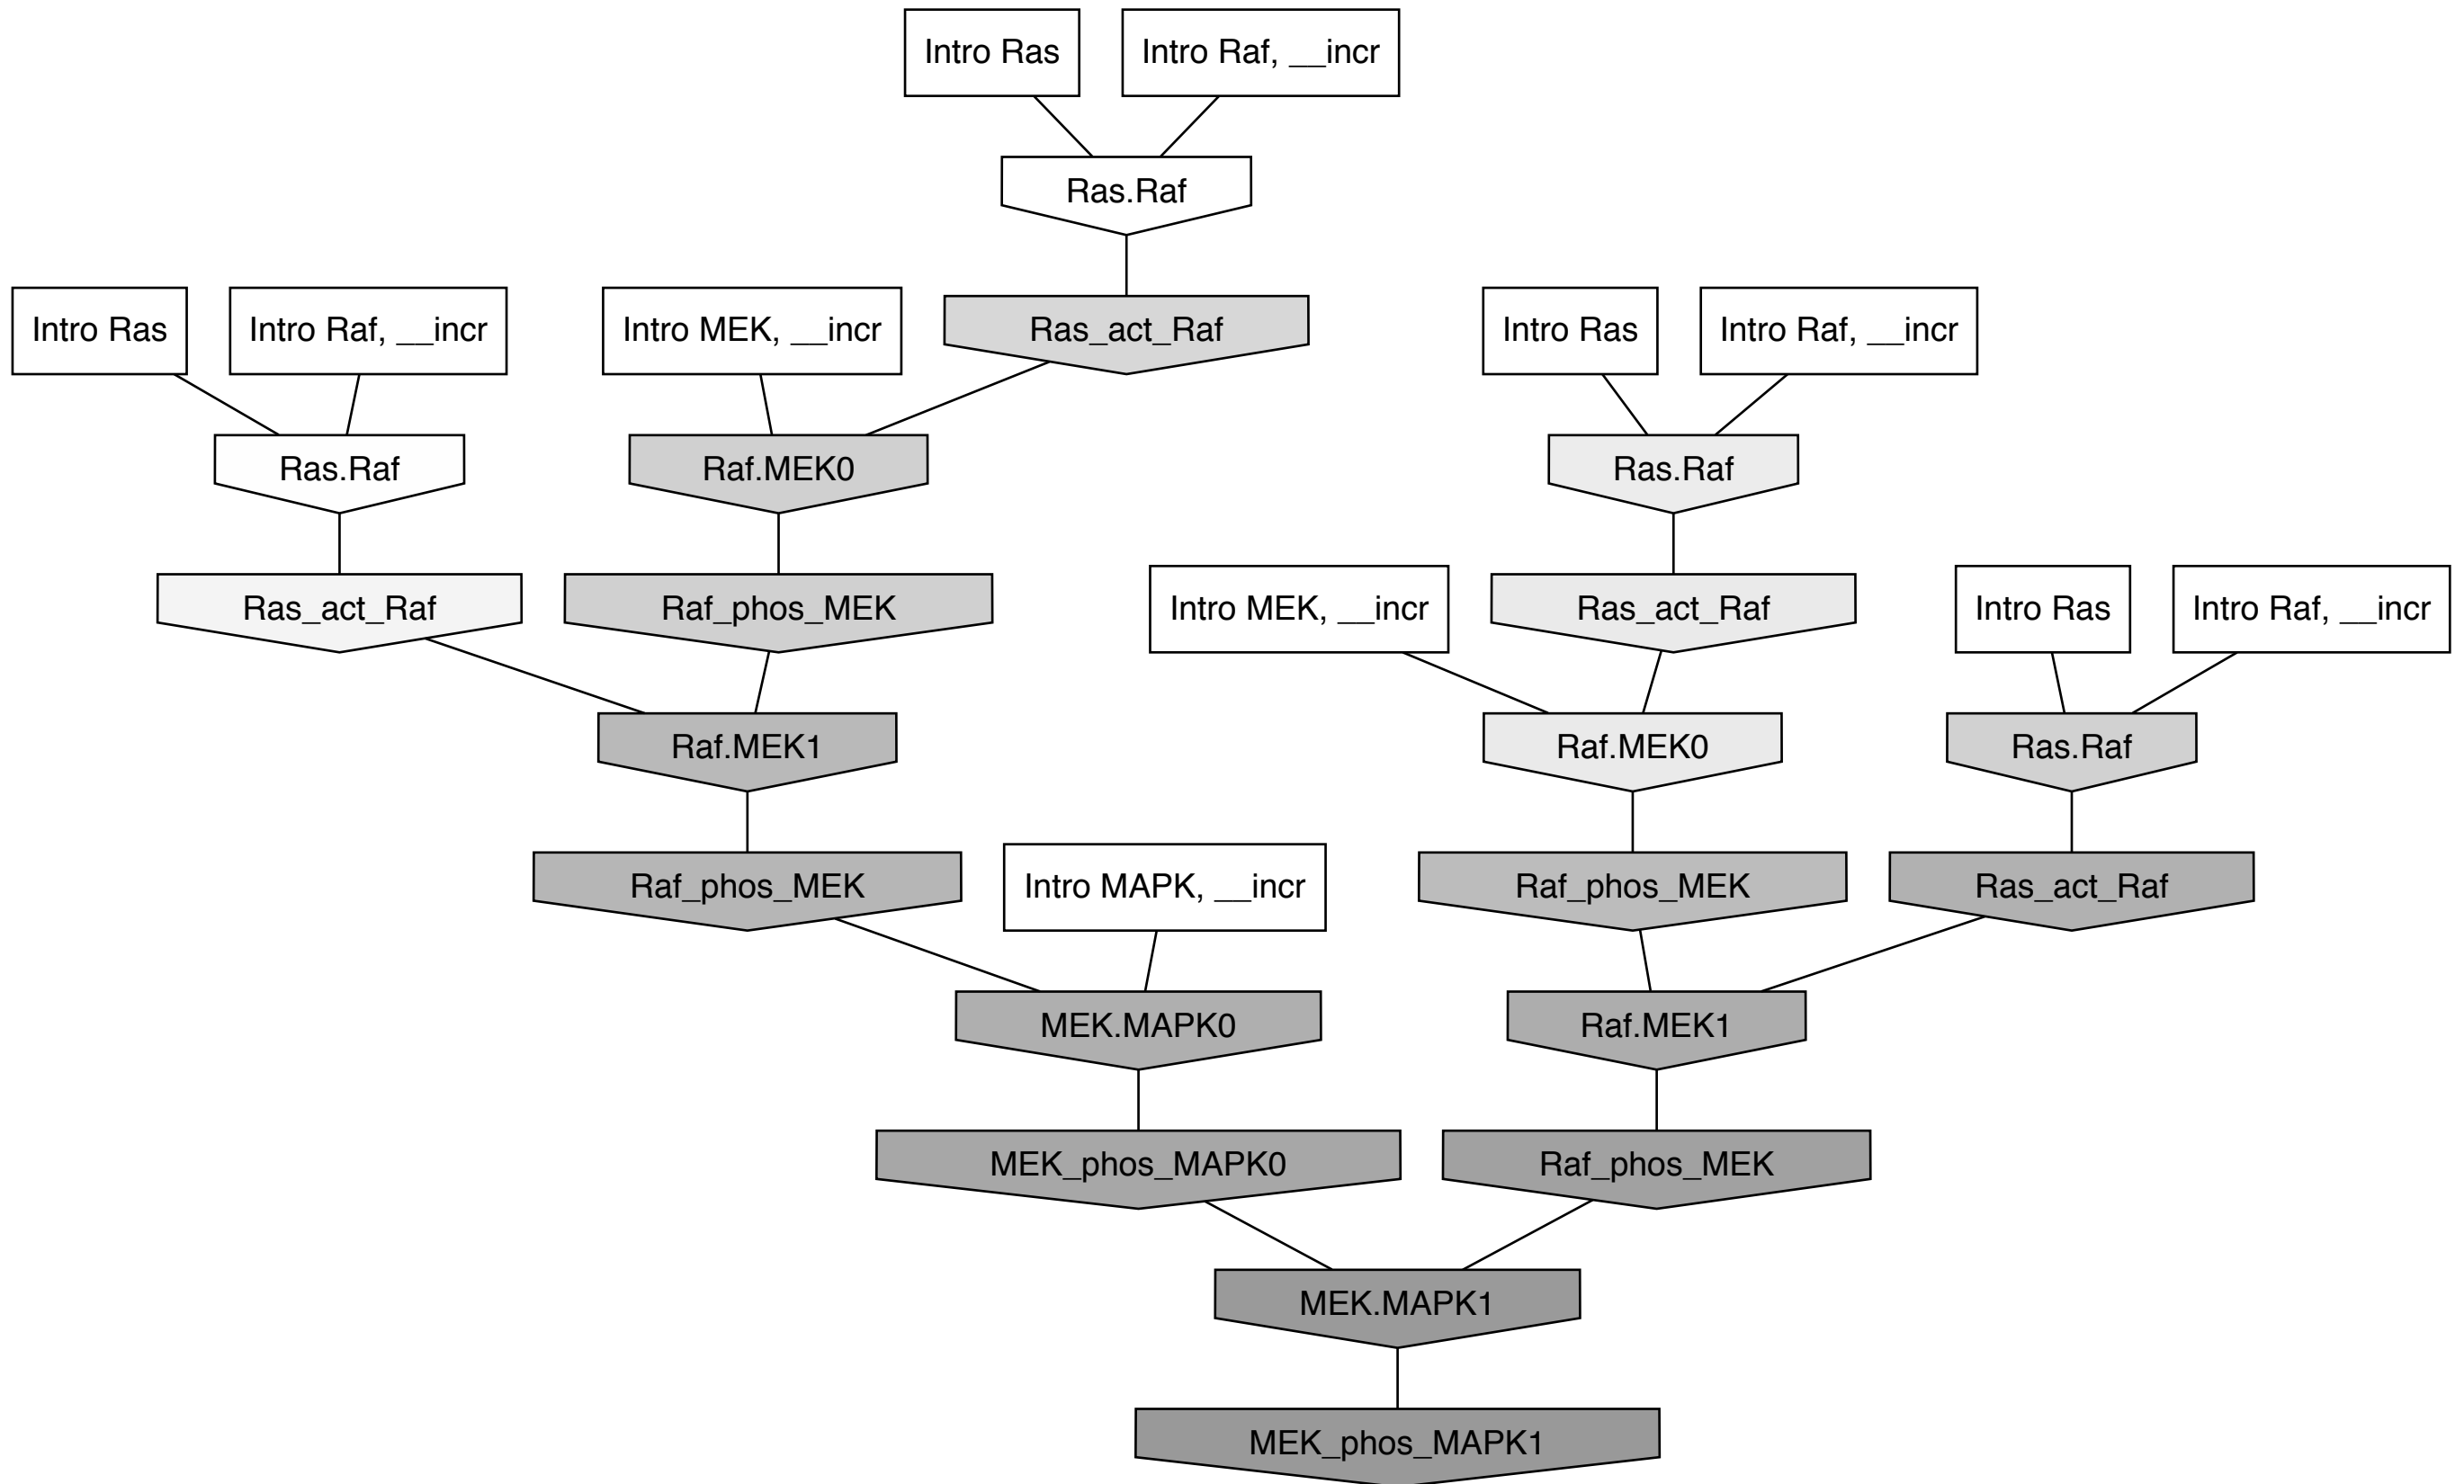 Intro Ras
Intro Raf, __incr
Ras.Raf
Intro Ras
Intro Raf, __incr
Intro MEK, __incr
Ras_act_Raf
Intro Ras
Intro Raf, __incr
Ras.Raf
Raf.MEK0
Ras.Raf
Ras_act_Raf
Raf_phos_MEK
Intro MEK, __incr
Ras_act_Raf
Intro Ras
Intro Raf, __incr
Raf.MEK1
Raf.MEK0
Ras.Raf
Raf_phos_MEK
Intro MAPK, __incr
Raf_phos_MEK
Ras_act_Raf
MEK.MAPK0
Raf.MEK1
MEK_phos_MAPK0
Raf_phos_MEK
MEK.MAPK1
MEK_phos_MAPK1